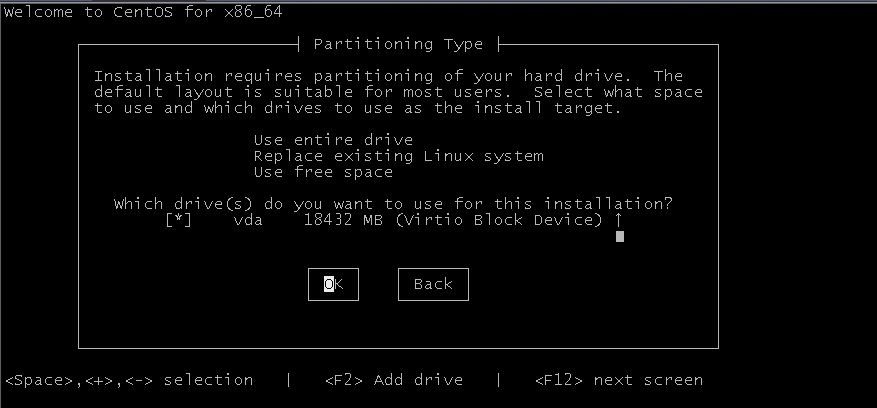 Welcome to CentOS for x86_64
Partitioning Type
Installation requires partitioning of your hard drive.  The
default layout is suitable for most users.  Select what space
to use and which drives to use as the install target.
Use entire drive
Replace existing Linux system
Use free space
Which drive(s) do you want to use for this installation?
[*]    vda    18432 MB (Virtio Block Device) ↑
OK    Back
<Space>,<+>,<-> selection   |   <F2> Add drive   |   <F12> next screen